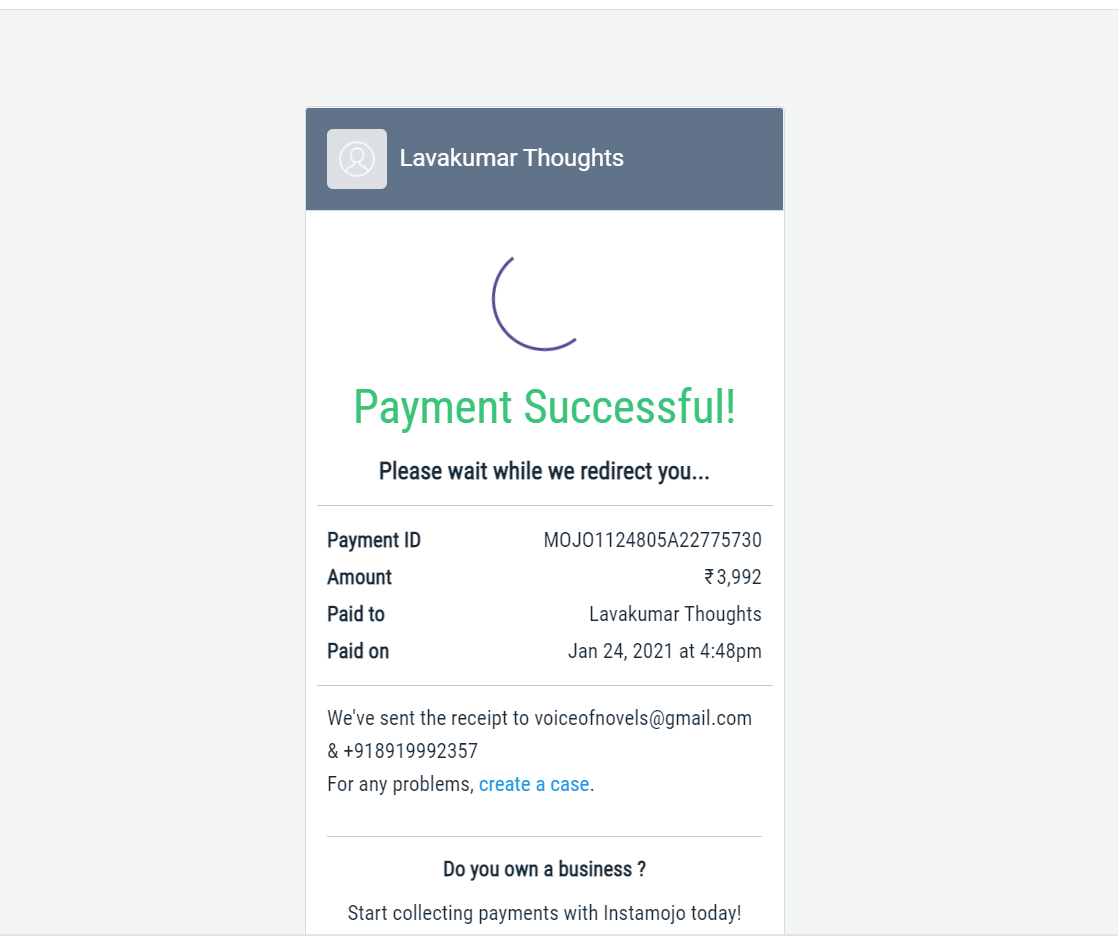 Lavakumar Thoughts
Payment Successful!
Please wait while we redirect you...
Payment ID MOJO1124805A22775730
Amount ₹3,992
Paid to Lavakumar Thoughts
Paid on Jan 24, 2021 at 4:48pm
We've sent the receipt to voiceofnovels@gmail.com
& +918919992357
For any problems, create a case.
Do you own a business ?
Start collecting payments with Instamojo today!